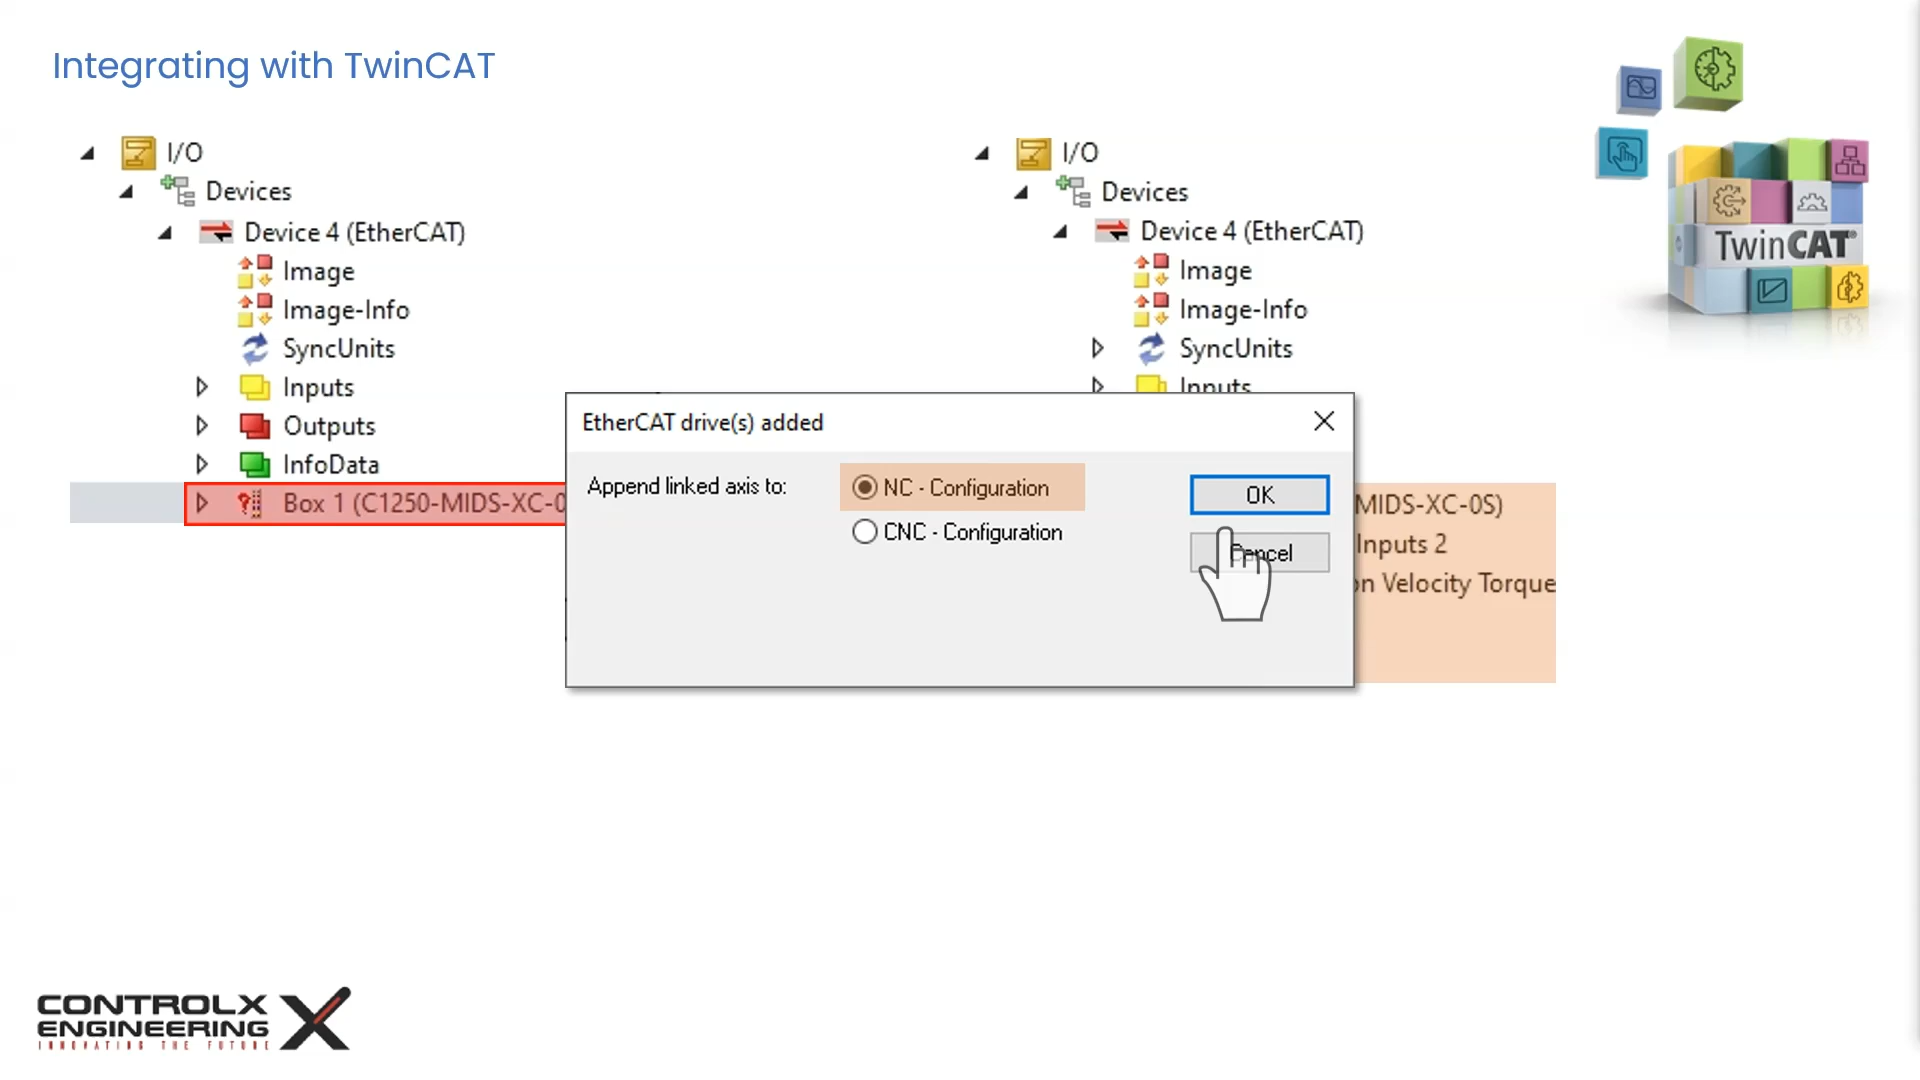 Integrating with TwinCAT
I/O
Devices
Device 4 (EtherCAT)
Image
Image-Info
SyncUnits
Inputs
Outputs
InfoData
Box 1 (C1250-MIDS-XC-0
I/O
Devices
Device 4 (EtherCAT)
Image
Image-Info
SyncUnits
Inputs
MIDS-XC-0S)
Inputs 2
on Velocity Torque
EtherCAT drive(s) added
Append linked axis to:
NC - Configuration
CNC - Configuration
OK
Cancel
TwinCAT®
CONTROLX
ENGINEERING
INNOVATING THE FUTURE